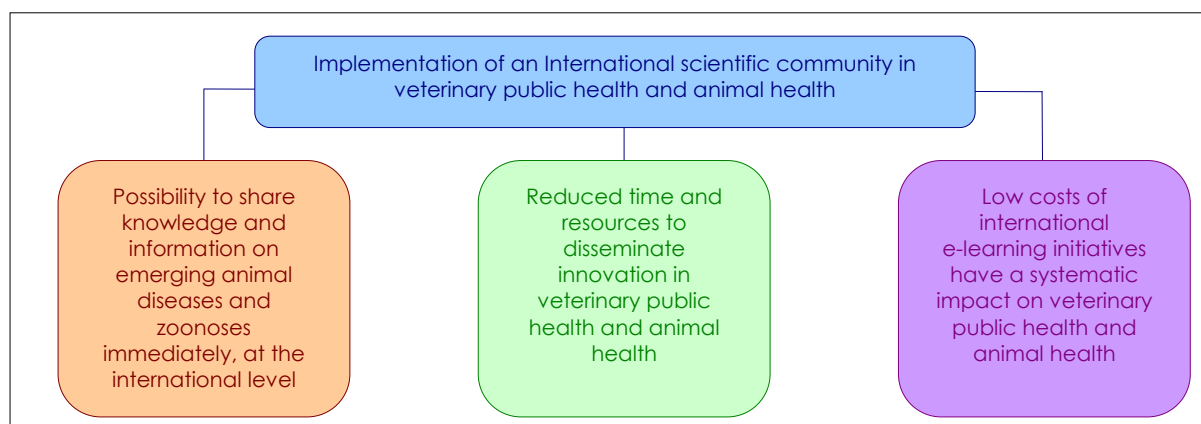 Implementation of an International scientific community in
veterinary public health and animal health
Possibility to share
knowledge and
information on
emerging animal
diseases and
zoonoses
immediately, at the
international level
Reduced time and
resources to
disseminate
innovation in
veterinary public
health and animal
health
Low costs of
international
e-learning initiatives
have a systematic
impact on veterinary
public health and
animal health